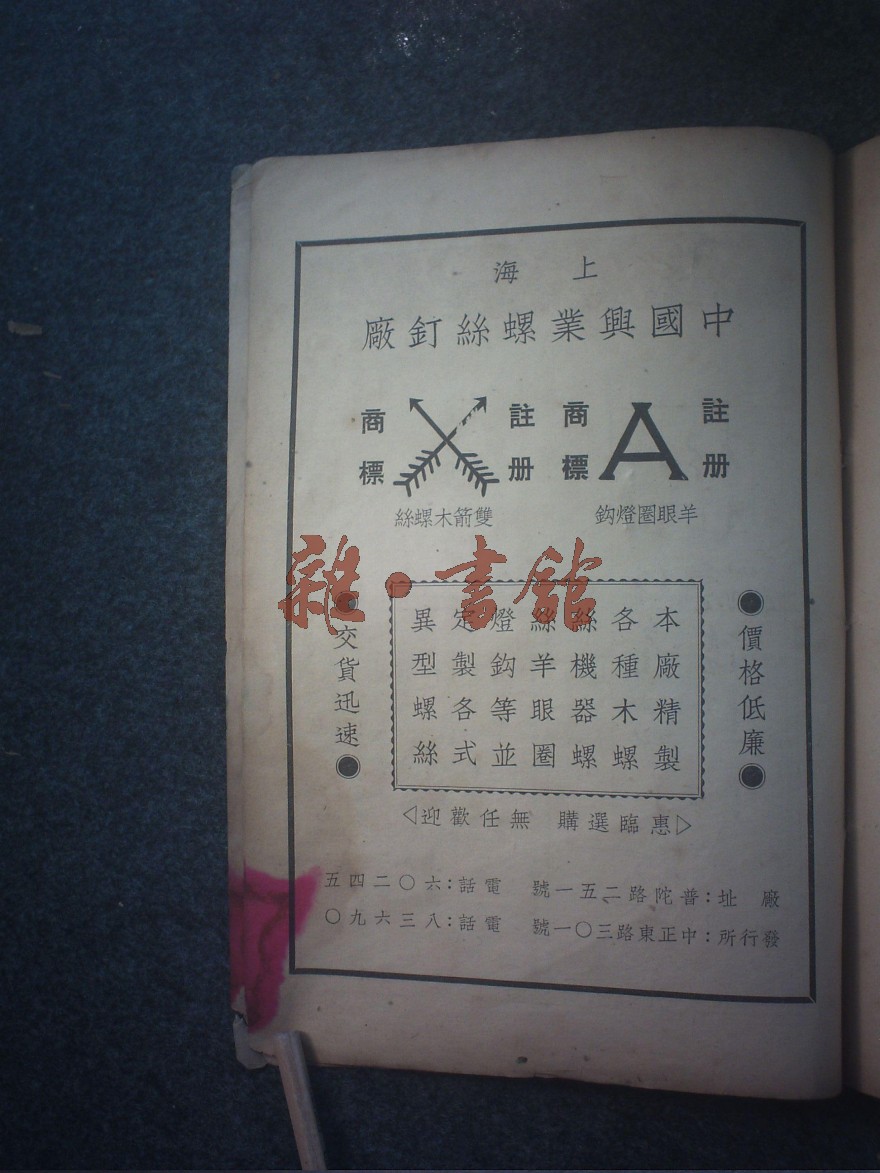 上海
中國興業螺絲釘廠
註册商標
A
羊眼圈燈鈎
註册商標
雙箭木螺絲
價格低廉
本廠精製
各種木螺
絲機器螺
絲羊眼圈
燈鈎等並
定製各式
異型螺絲
交貨迅速
惠臨選購 無任歡迎
廠址:普陀路二五一號 電話:六〇二四五
發行所:中正東路三〇一號 電話:八三六九〇
雜·書館